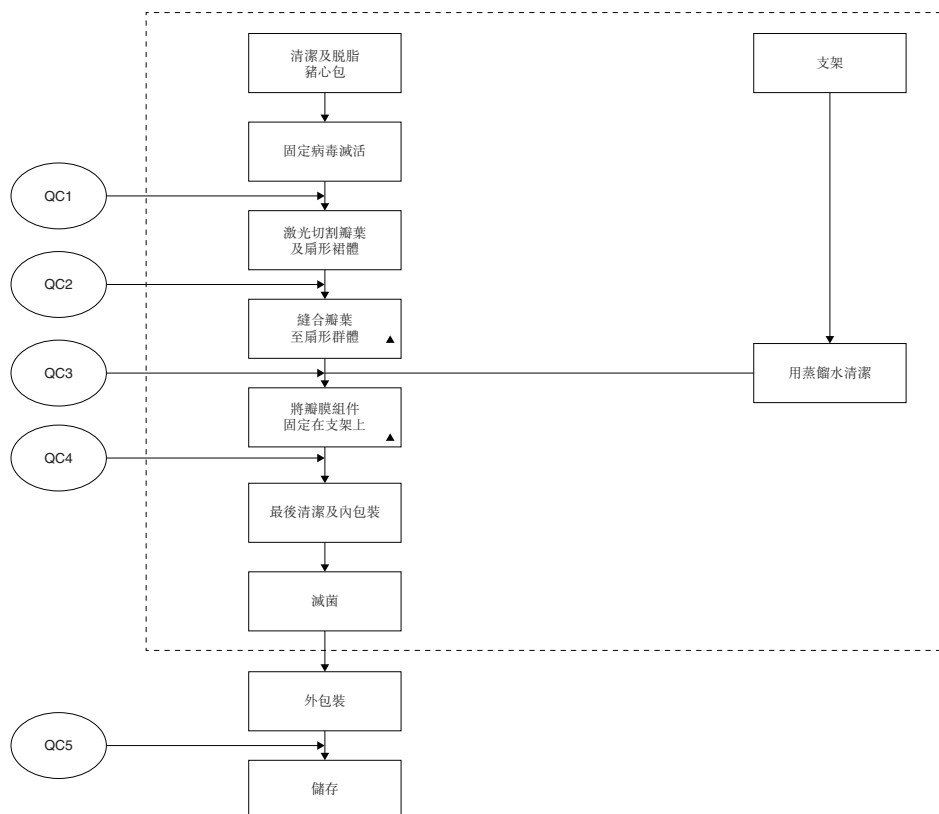 清潔及脱脂
豬心包
支架
固定病毒滅活
QC1
激光切割瓣葉
及扇形裙體
QC2
縫合瓣葉
至扇形群體
QC3
用蒸餾水清潔
將瓣膜組件
固定在支架上
QC4
最後清潔及內包裝
滅菌
外包裝
QC5
儲存